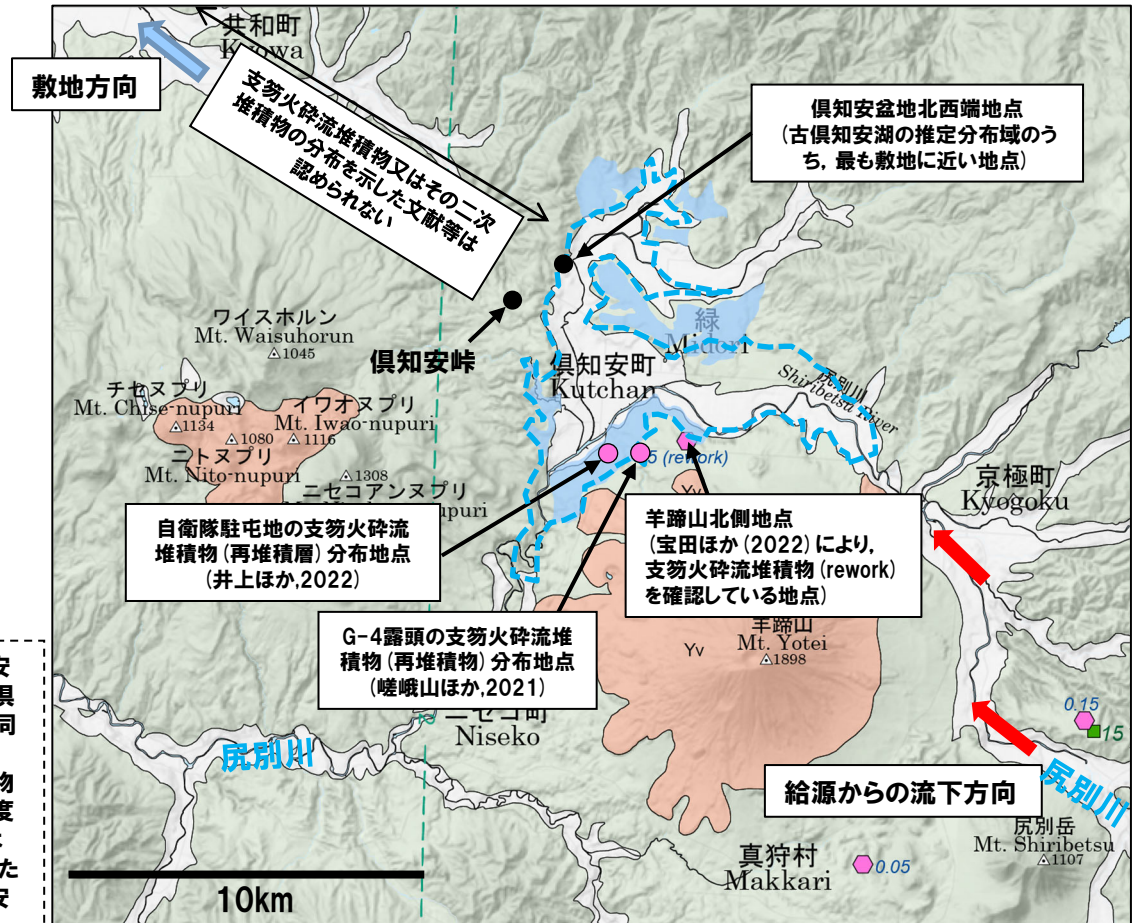 共和町
Kyowa
敷地方向
支笏火砕流堆積物又はその二次
堆積物の分布を示した文献等は
認められない
倶知安盆地北西端地点
(古倶知安湖の推定分布域のう
ち, 最も敷地に近い地点)
ワイスホルン
Mt. Waisuhorun
1045
倶知安峠
緑
Midori
倶知安町
Kutchan
尻別川
Shiribetsu River
チセヌプリ
Mt. Chise-nupuri
1134
イワオヌプリ
Mt. Iwao-nupuri
1116
1080
ニトヌプリ
Mt. Nito-nupuri
1308
ニセコアンヌプリ
nupuri
5 (rework)
京極町
Kyogoku
自衛隊駐屯地の支笏火砕流
堆積物(再堆積層)分布地点
(井上ほか,2022)
羊蹄山北側地点
(宝田ほか(2022)により,
支笏火砕流堆積物(rework)
を確認している地点)
G-4露頭の支笏火砕流堆
積物(再堆積物)分布地点
(嵯峨山ほか,2021)
Yv
羊蹄山
Mt. Yotei
1898
ニセコ町
Niseko
尻別川
0.15
15
給源からの流下方向
尻別川
尻別岳
Mt. Shiribetsu
1107
真狩村
Makkari
0.05
10km
安
倶
同
物
度
た
安